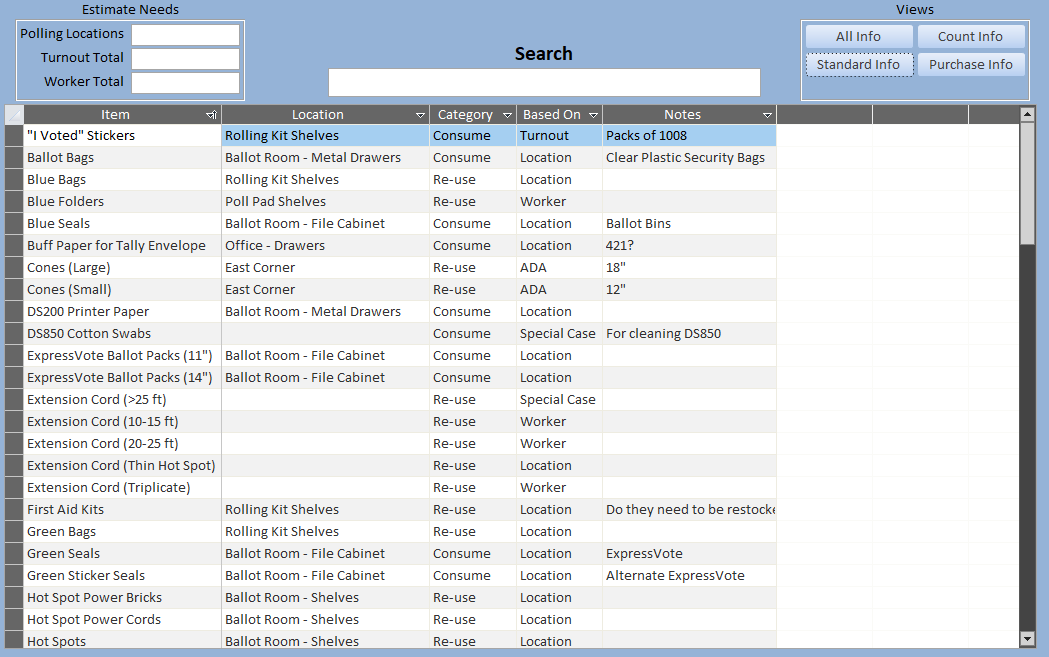 Estimate Needs
Polling Locations
Turnout Total
Worker Total
Search
Views
All Info Count Info
Standard Info Purchase Info
Item Location Category Based On Notes
"I Voted" Stickers Rolling Kit Shelves Consume Turnout Packs of 1008
Ballot Bags Ballot Room - Metal Drawers Consume Location Clear Plastic Security Bags
Blue Bags Rolling Kit Shelves Re-use Location
Blue Folders Poll Pad Shelves Re-use Worker
Blue Seals Ballot Room - File Cabinet Consume Location Ballot Bins
Buff Paper for Tally Envelope Office - Drawers Consume Location 421?
Cones (Large) East Corner Re-use ADA 18"
Cones (Small) East Corner Re-use ADA 12"
DS200 Printer Paper Ballot Room - Metal Drawers Consume Location
DS850 Cotton Swabs Consume Special Case For cleaning DS850
ExpressVote Ballot Packs (11") Ballot Room - File Cabinet Consume Location
ExpressVote Ballot Packs (14") Ballot Room - File Cabinet Consume Location
Extension Cord (>25 ft) Re-use Special Case
Extension Cord (10-15 ft) Re-use Worker
Extension Cord (20-25 ft) Re-use Worker
Extension Cord (Thin Hot Spot) Re-use Location
Extension Cord (Triplicate) Re-use Worker
First Aid Kits Rolling Kit Shelves Re-use Location Do they need to be restocke
Green Bags Rolling Kit Shelves Re-use Location
Green Seals Ballot Room - File Cabinet Consume Location ExpressVote
Green Sticker Seals Ballot Room - File Cabinet Consume Location Alternate ExpressVote
Hot Spot Power Bricks Ballot Room - Shelves Re-use Location
Hot Spot Power Cords Ballot Room - Shelves Re-use Location
Hot Spots Ballot Room - Shelves Re-use Location